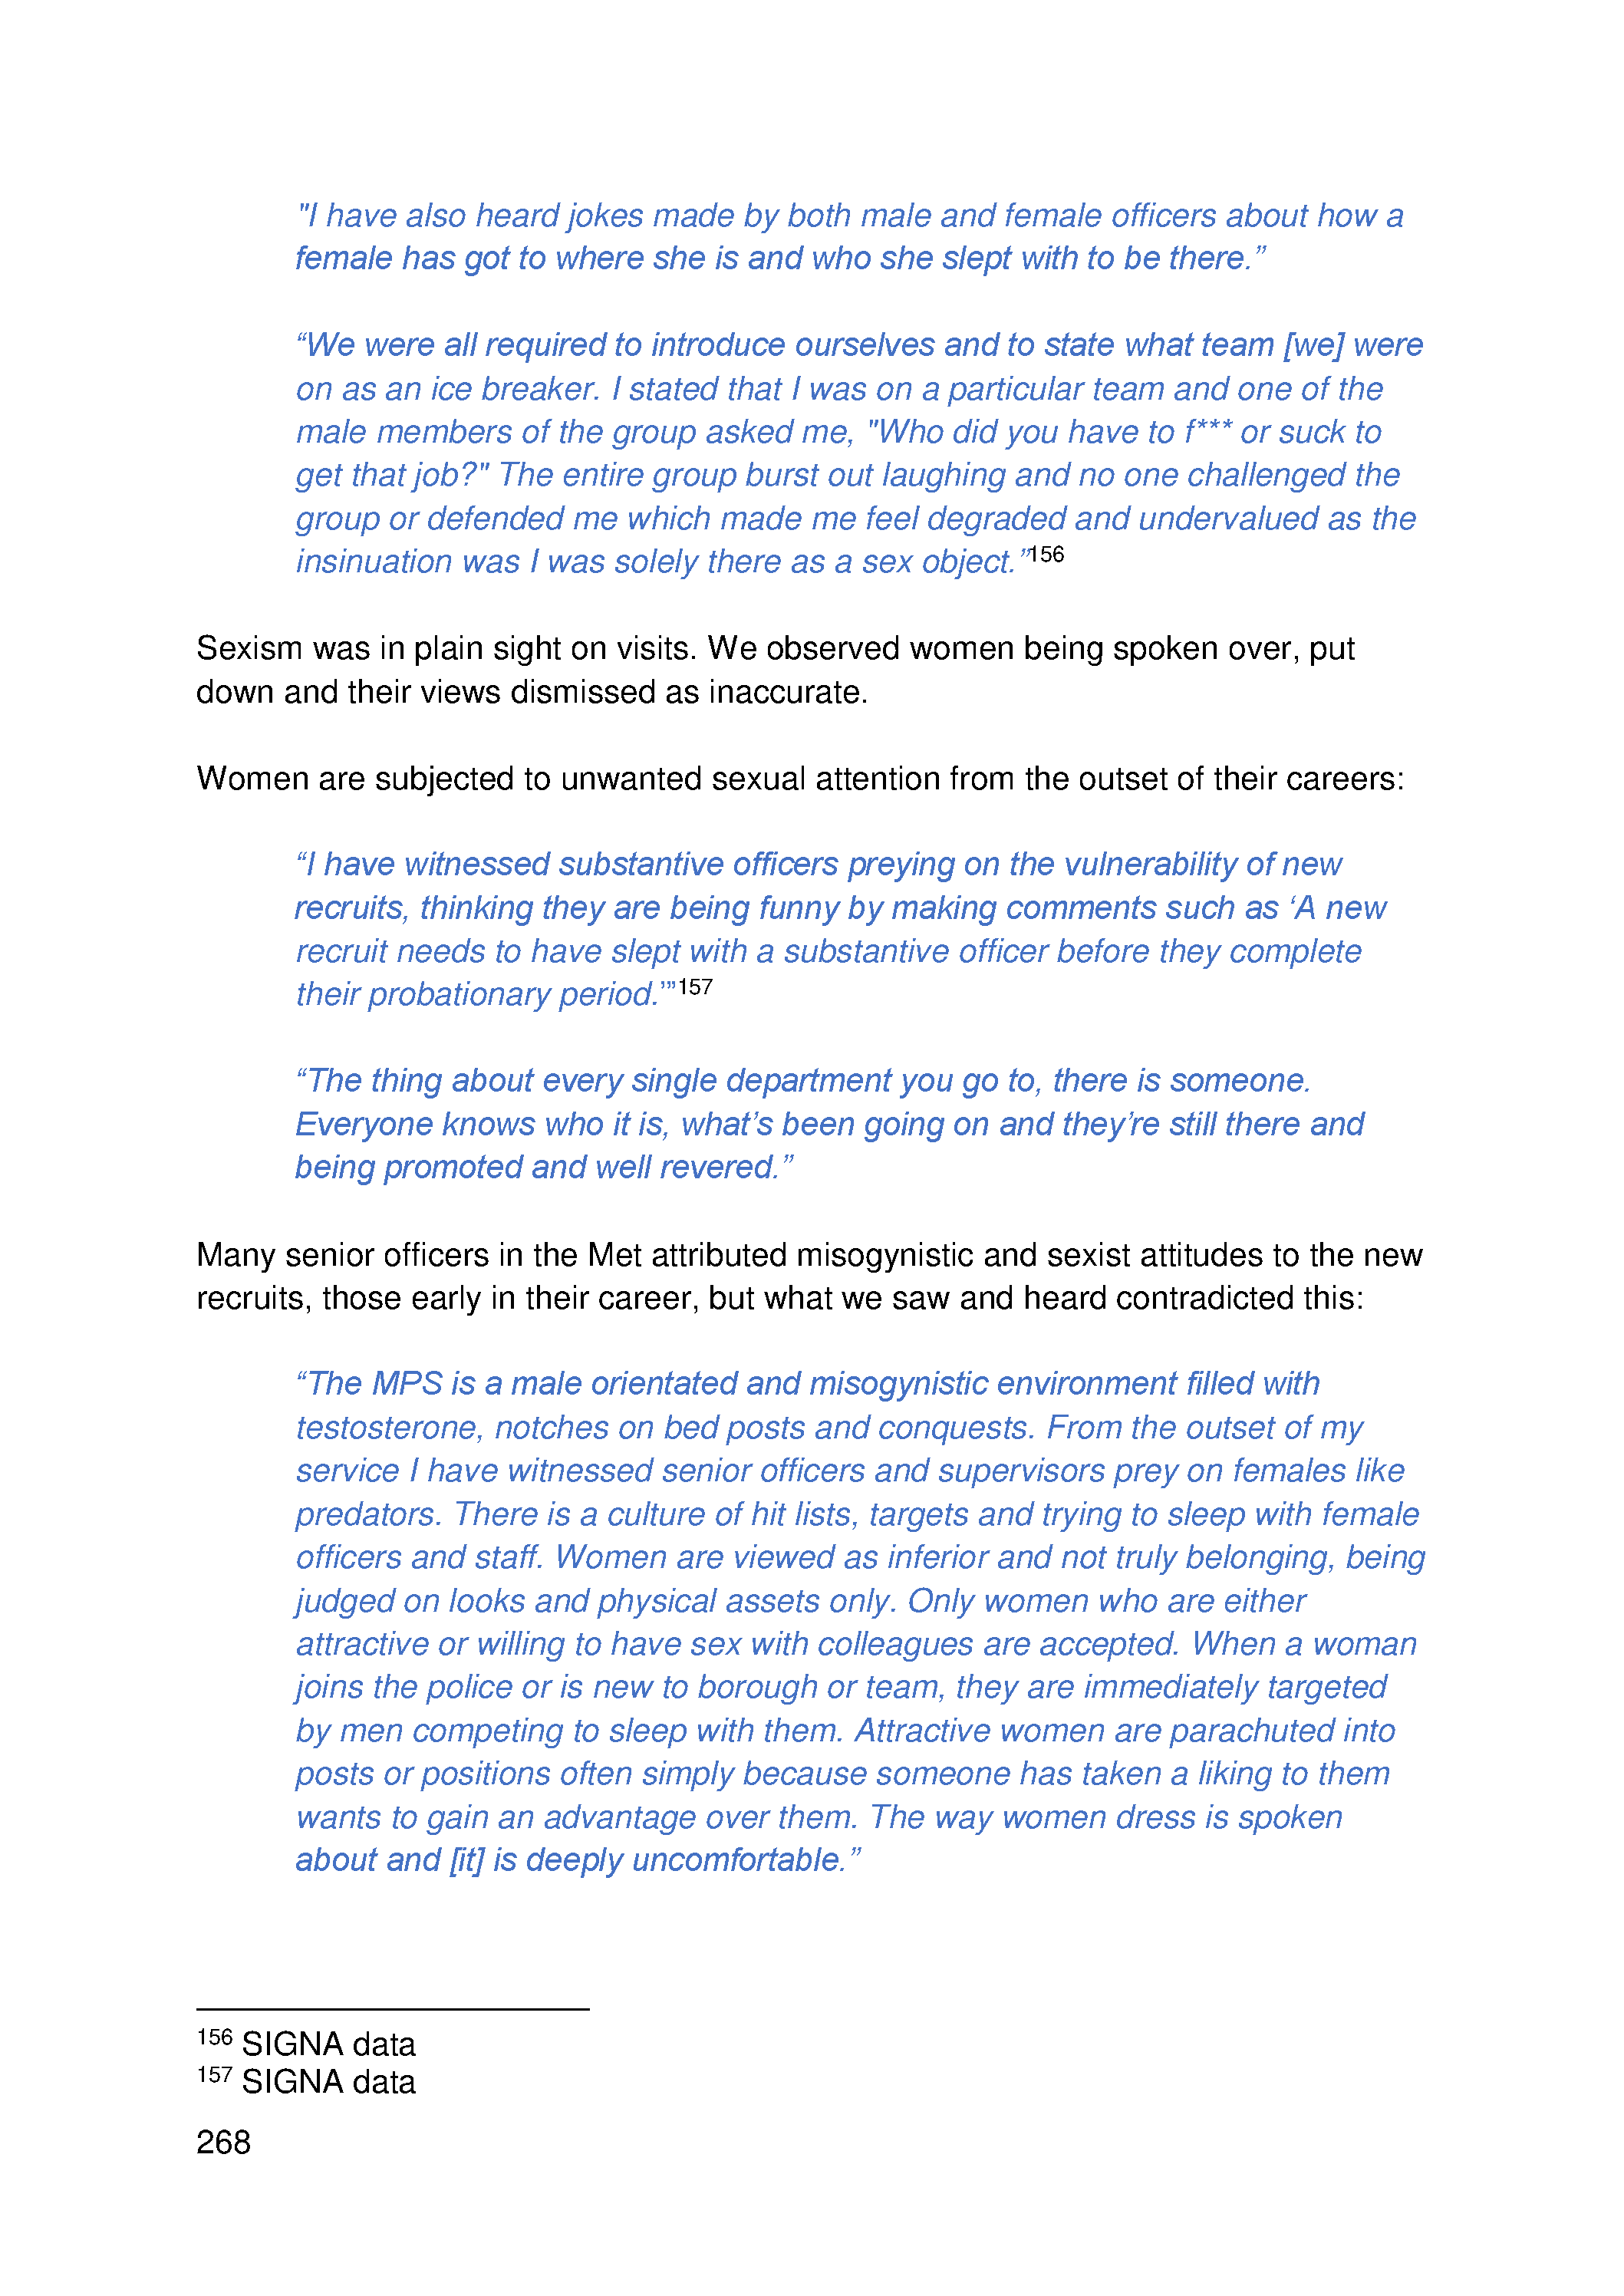 "I have also heard jokes made by both male and female officers about how a
female has got to where she is and who she slept with to be there.”
“We were all required to introduce ourselves and to state what team [we] were
on as an ice breaker. I stated that I was on a particular team and one of the
male members of the group asked me, "Who did you have to f*** or suck to
get that job?" The entire group burst out laughing and no one challenged the
group or defended me which made me feel degraded and undervalued as the
insinuation was I was solely there as a sex object.”156
Sexism was in plain sight on visits. We observed women being spoken over, put
down and their views dismissed as inaccurate.
Women are subjected to unwanted sexual attention from the outset of their careers:
“I have witnessed substantive officers preying on the vulnerability of new
recruits, thinking they are being funny by making comments such as ‘A new
recruit needs to have slept with a substantive officer before they complete
their probationary period.’”157
“The thing about every single department you go to, there is someone.
Everyone knows who it is, what’s been going on and they’re still there and
being promoted and well revered.”
Many senior officers in the Met attributed misogynistic and sexist attitudes to the new
recruits, those early in their career, but what we saw and heard contradicted this:
“The MPS is a male orientated and misogynistic environment filled with
testosterone, notches on bed posts and conquests. From the outset of my
service I have witnessed senior officers and supervisors prey on females like
predators. There is a culture of hit lists, targets and trying to sleep with female
officers and staff. Women are viewed as inferior and not truly belonging, being
judged on looks and physical assets only. Only women who are either
attractive or willing to have sex with colleagues are accepted. When a woman
joins the police or is new to borough or team, they are immediately targeted
by men competing to sleep with them. Attractive women are parachuted into
posts or positions often simply because someone has taken a liking to them
wants to gain an advantage over them. The way women dress is spoken
about and [it] is deeply uncomfortable.”
156 SIGNA data
157 SIGNA data
268